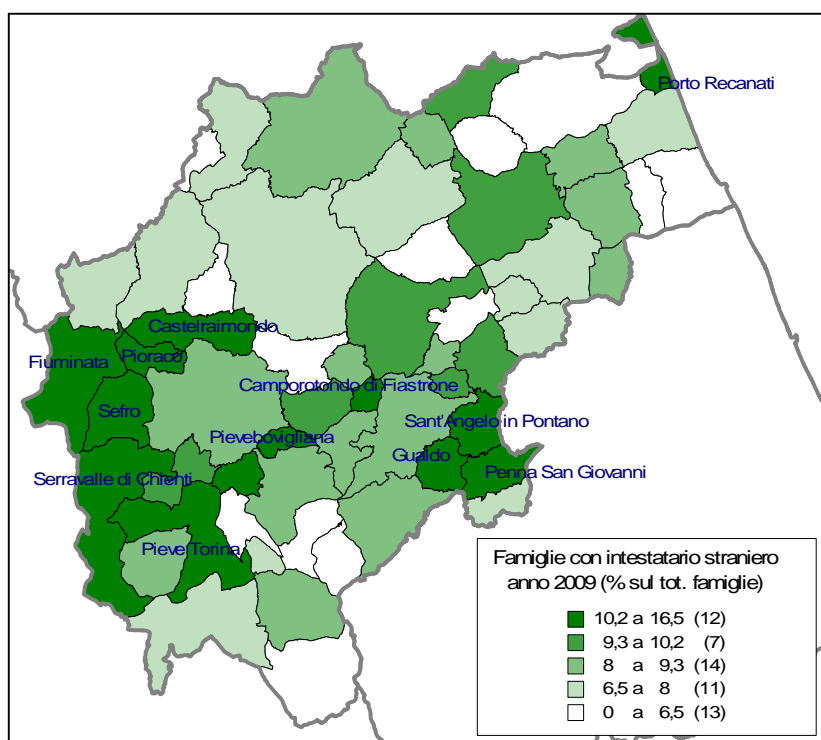 Porto Recanati
Castelraimondo
Fiuminata
Pioraco
Camporotondo di Fiastrone
Sefro
Sant'Angelo in Pontano
Pievebovigliana
Gualdo
Serravalle di Chienti
Penna San Giovanni
Pieve Torina
Famiglie con intestatario straniero
anno 2009 (% sul tot. famiglie)
10,2 a 16,5 (12)
9,3 a 10,2 (7)
8 a 9,3 (14)
6,5 a 8 (11)
0 a 6,5 (13)